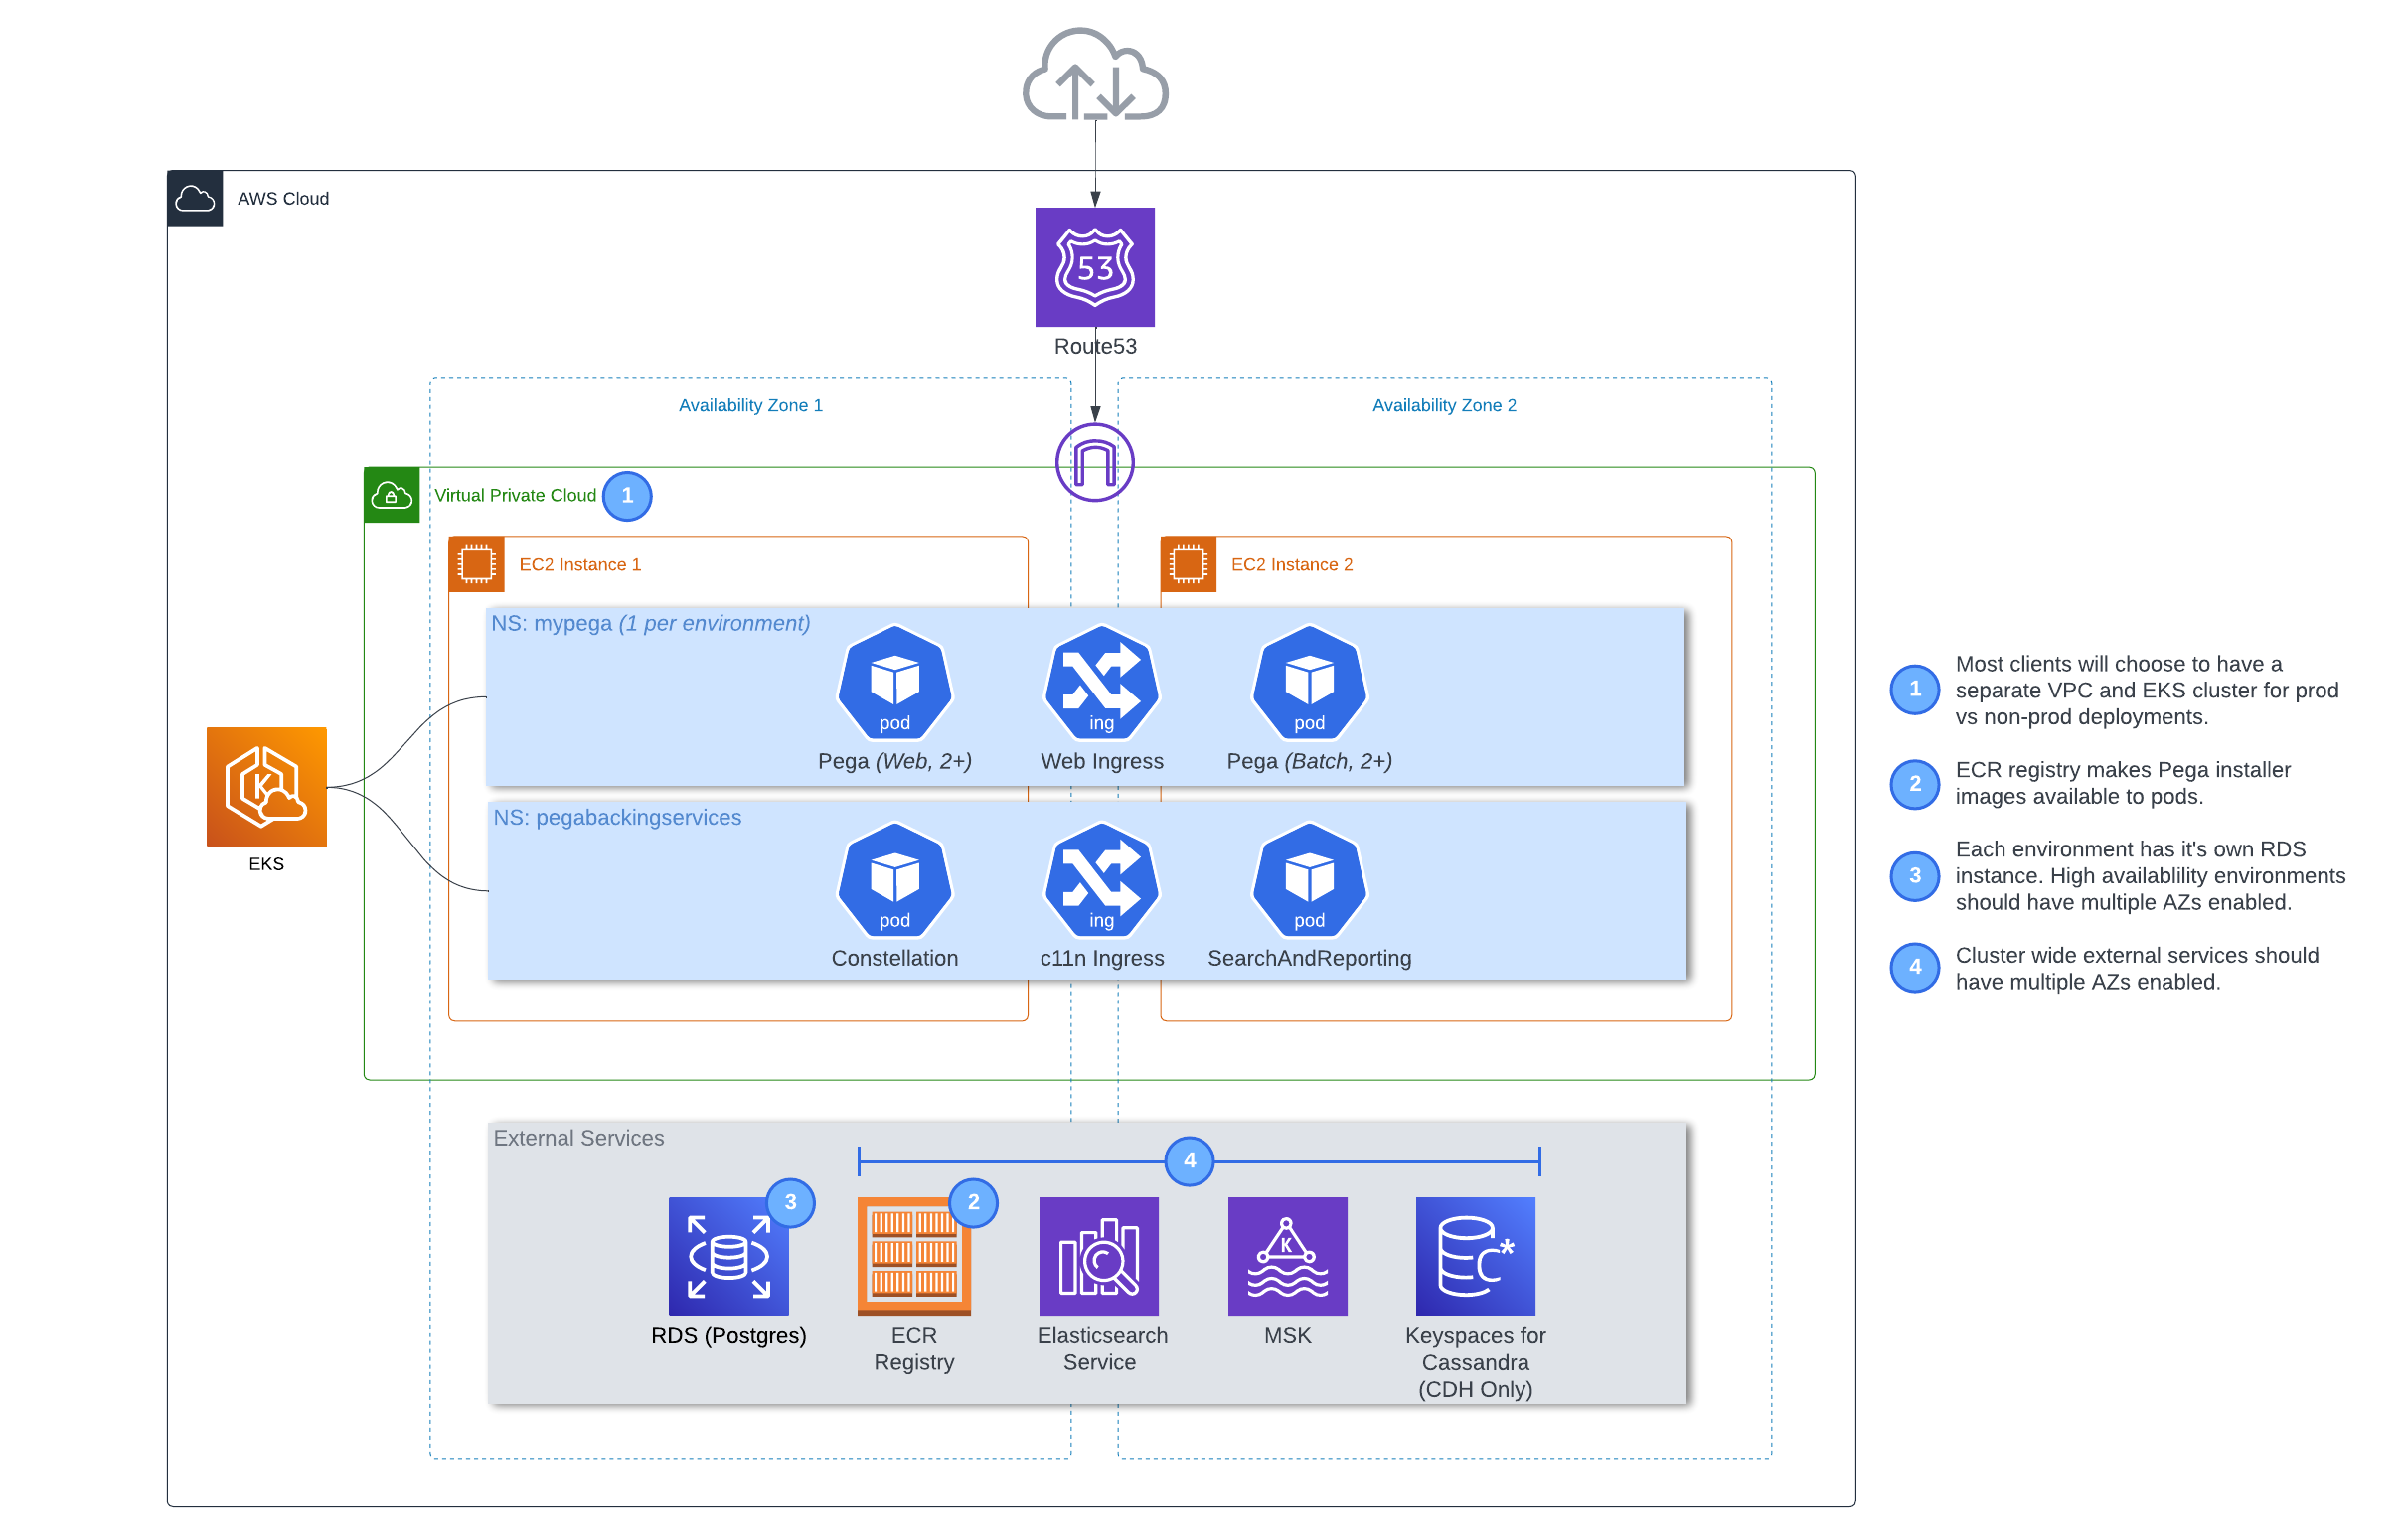 AWS Cloud
53
Route53
Availability Zone 1
Availability Zone 2
Virtual Private Cloud
1
EC2 Instance 1
EC2 Instance 2
NS: mypega (1 per environment)
pod
ing
pod
Pega (Web, 2+)
Web Ingress
Pega (Batch, 2+)
K
EKS
NS: pegabackingservices
pod
ing
pod
Constellation
c11n Ingress
SearchAndReporting
External Services
4
3
2
K
C*
RDS (Postgres)
ECR
Registry
Elasticsearch
Service
MSK
Keyspaces for
Cassandra
(CDH Only)
1
Most clients will choose to have a
separate VPC and EKS cluster for prod
vs non-prod deployments.
2
ECR registry makes Pega installer
images available to pods.
3
Each environment has it's own RDS
instance. High availablility environments
should have multiple AZs enabled.
4
Cluster wide external services should
have multiple AZs enabled.